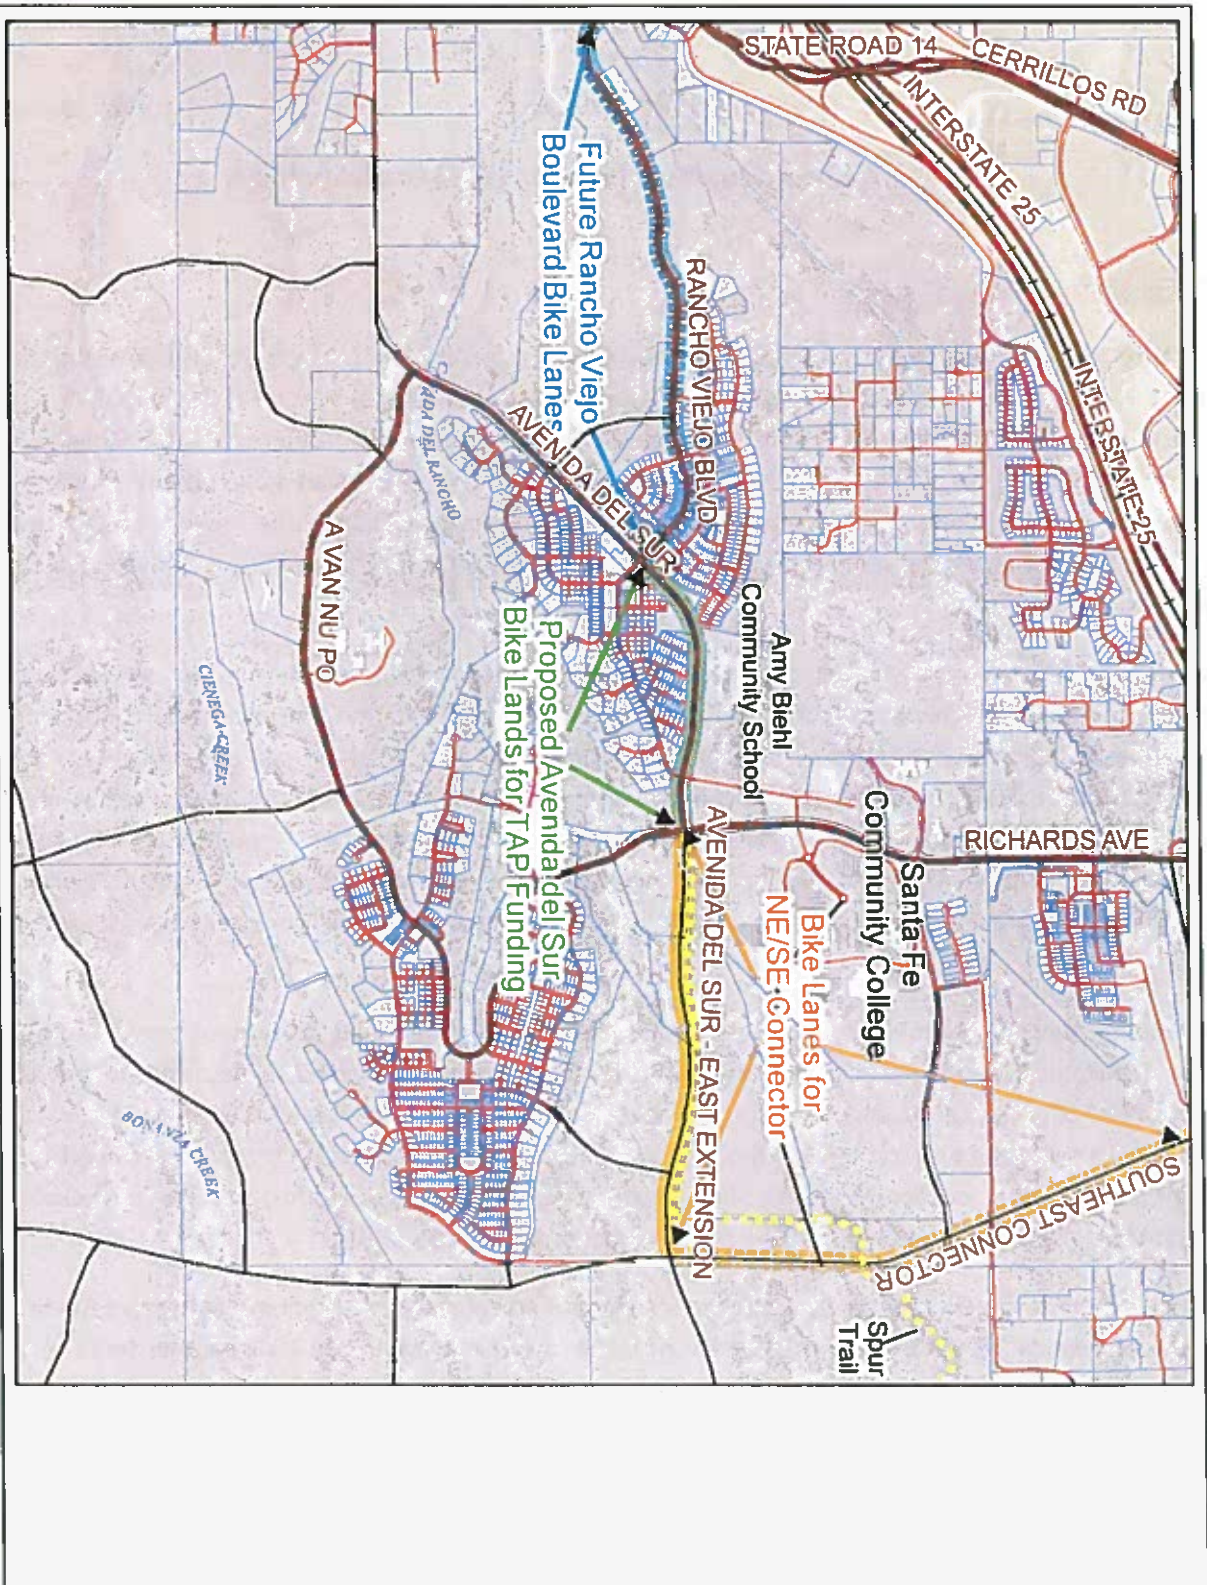 STATE ROAD 14
CERRILLOS RD
INTERSTATE 25
INTERSTATE 25
RANCHO VIEJO BLVD
Future Rancho Viejo
Boulevard Bike Lanes
AVENIDA DEL SUR
A VAN NU PO
CIENEGA CREEK
Amy Biehl
Community School
Proposed Avenida del Sur
Bike Lands for TAP Funding
RICHARDS AVE
Santa Fe
Community College
Bike Lanes for
NE/SE Connector
AVENIDA DEL SUR - EAST EXTENSION
SOUTHEAST CONNECTOR
Spur
Trail
BONANZA CREEK
DEL RANCHO